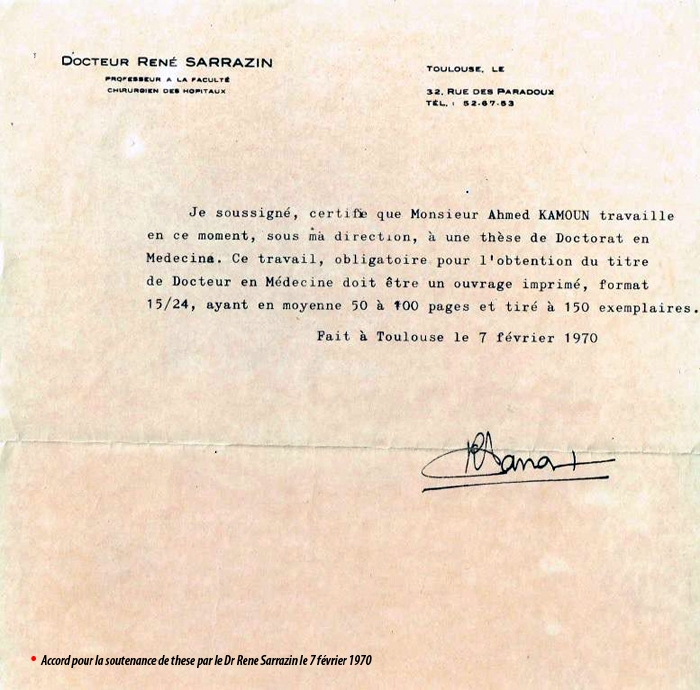 DOCTEUR RENÉ SARRAZIN
PROFESSEUR A LA FACULTÉ
CHIRURGIEN DES HOPITAUX
TOULOUSE, LE
32, RUE DES PARADOUX
TÉL. : 52-67-53
Je soussigné, certifie que Monsieur Ahmed KAMOUN travaille
en ce moment, sous ma direction, à une thèse de Doctorat en
Medecina. Ce travail, obligatoire pour l'obtention du titre
de Docteur en Médecine doit être un ouvrage imprimé, format
15/24, ayant en moyenne 50 à 100 pages et tiré à 150 exemplaires.
Fait à Toulouse le 7 février 1970
• Accord pour la soutenance de these par le Dr Rene Sarrazin le 7 février 1970